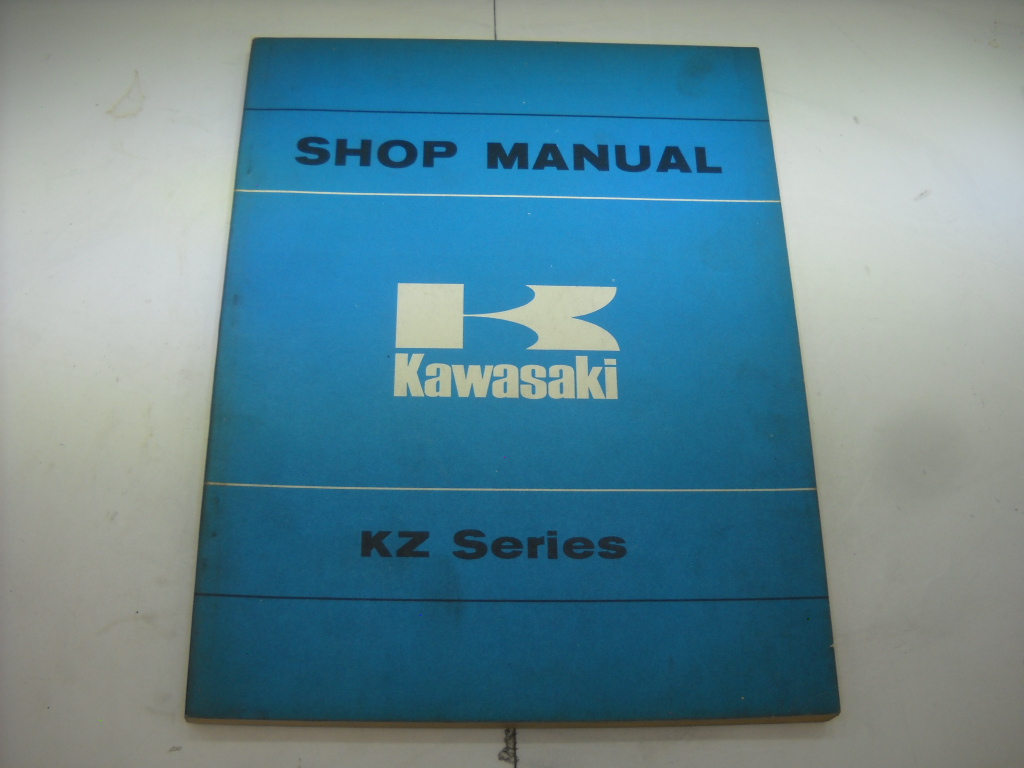 SHOP MANUAL
Kawasaki
KZ Series